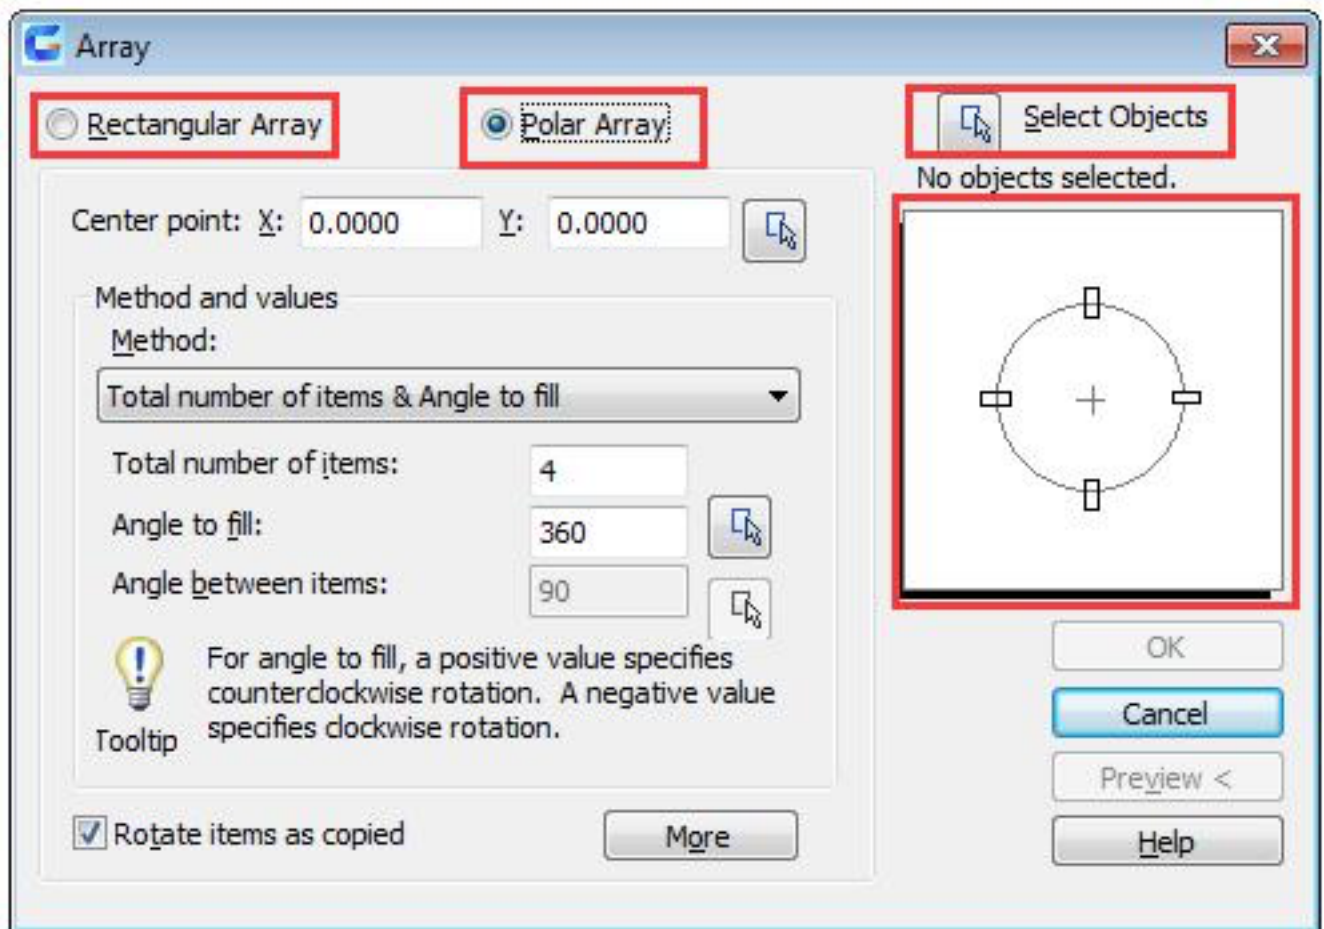 Array
Rectangular Array
Polar Array
Select Objects
No objects selected.
Center point: X: 0.0000 Y: 0.0000
Method and values
Method:
Total number of items & Angle to fill
Total number of items: 4
Angle to fill: 360
Angle between items: 90
For angle to fill, a positive value specifies
counterclockwise rotation. A negative value
specifies clockwise rotation.
Tooltip
OK
Cancel
Preview <
Help
Rotate items as copied
More